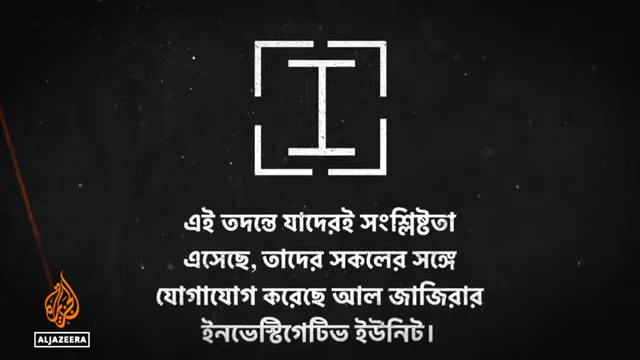 I
এই তদন্তে যাদেরই সংশ্লিষ্টতা
এসেছে, তাদের সকলের সঙ্গে
যোগাযোগ করেছে আল জাজিরার
ইনভেস্টিগেটিভ ইউনিট।
ALJAZEERA